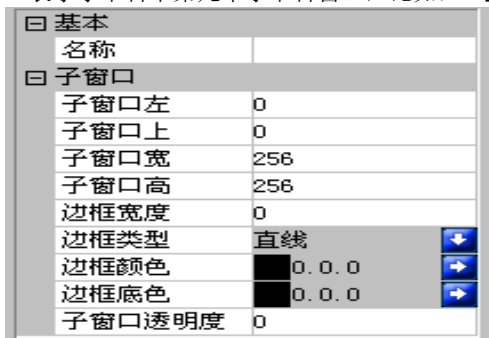 基本
名称
子窗口
子窗口左 0
子窗口上 0
子窗口宽 256
子窗口高 256
边框宽度 0
边框类型 直线
边框颜色 0.0.0
边框底色 0.0.0
子窗口透明度 0